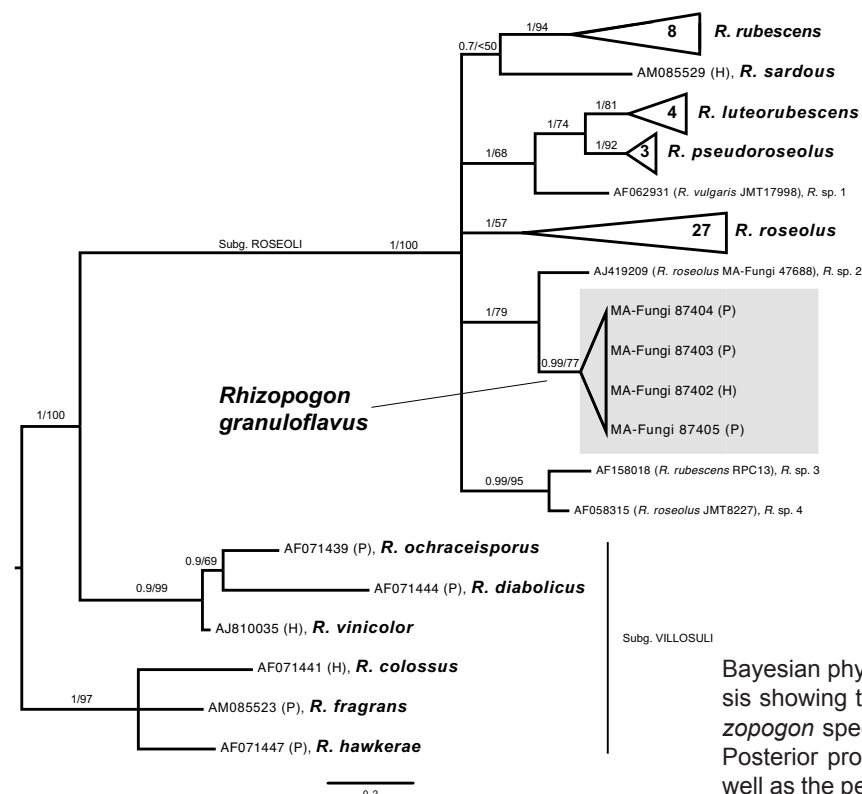 1/94
8
R. rubescens
0.7/<50
AM085529 (H), R. sardous
1/81
4
R. luteorubescens
1/74
1/92
3
R. pseudoroseolus
1/68
AF062931 (R. vulgaris JMT17998), R. sp. 1
1/57
27
R. roseolus
Subg. ROSEOLI
1/100
AJ419209 (R. roseolus MA-Fungi 47688), R. sp. 2
1/79
MA-Fungi 87404 (P)
MA-Fungi 87403 (P)
0.99/77
MA-Fungi 87402 (H)
MA-Fungi 87405 (P)
Rhizopogon
granuloflavus
1/100
AF158018 (R. rubescens RPC13), R. sp. 3
0.99/95
AF058315 (R. roseolus JMT8227), R. sp. 4
AF071439 (P), R. ochraceisporus
0.9/69
AF071444 (P), R. diabolicus
0.9/99
AJ810035 (H), R. vinicolor
Subg. VILLOSULI
AF071441 (H), R. colossus
1/97
AM085523 (P), R. fragrans
AF071447 (P), R. hawkerae
Bayesian phy
sis showing t
zopogon spe
Posterior pro
well as the pe